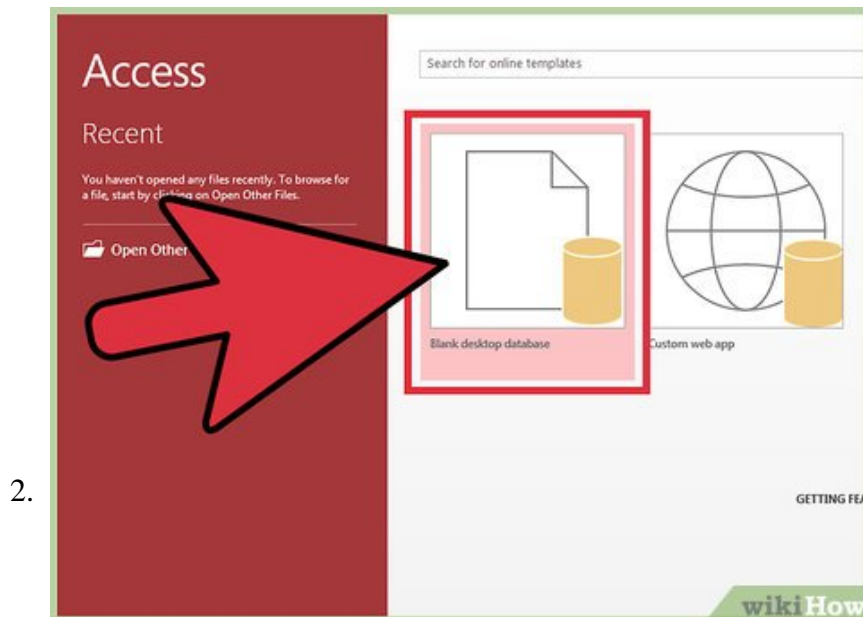 Access
Search for online templates
Recent
You haven't opened any files recently. To browse for
a file, start by clicking on Open Other Files.
Open Other
Blank desktop database
Custom web app
2.
GETTING
wikiHow